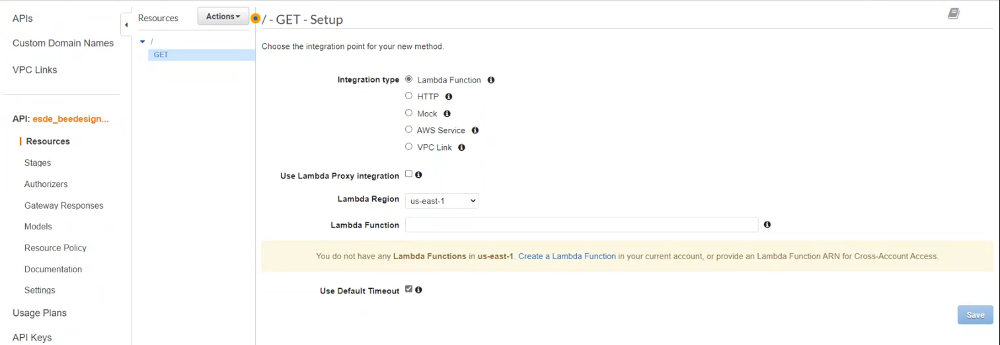 APIs
Custom Domain Names
VPC Links
API: esde_beedesign...
Resources
Stages
Authorizers
Gateway Responses
Models
Resource Policy
Documentation
Settings
Usage Plans
API Keys
Resources
Actions
/
GET
/ - GET - Setup
Choose the integration point for your new method.
Integration type
Lambda Function
HTTP
Mock
AWS Service
VPC Link
Use Lambda Proxy integration
Lambda Region us-east-1
Lambda Function
You do not have any Lambda Functions in us-east-1. Create a Lambda Function in your current account, or provide an Lambda Function ARN for Cross-Account Access.
Use Default Timeout
Save